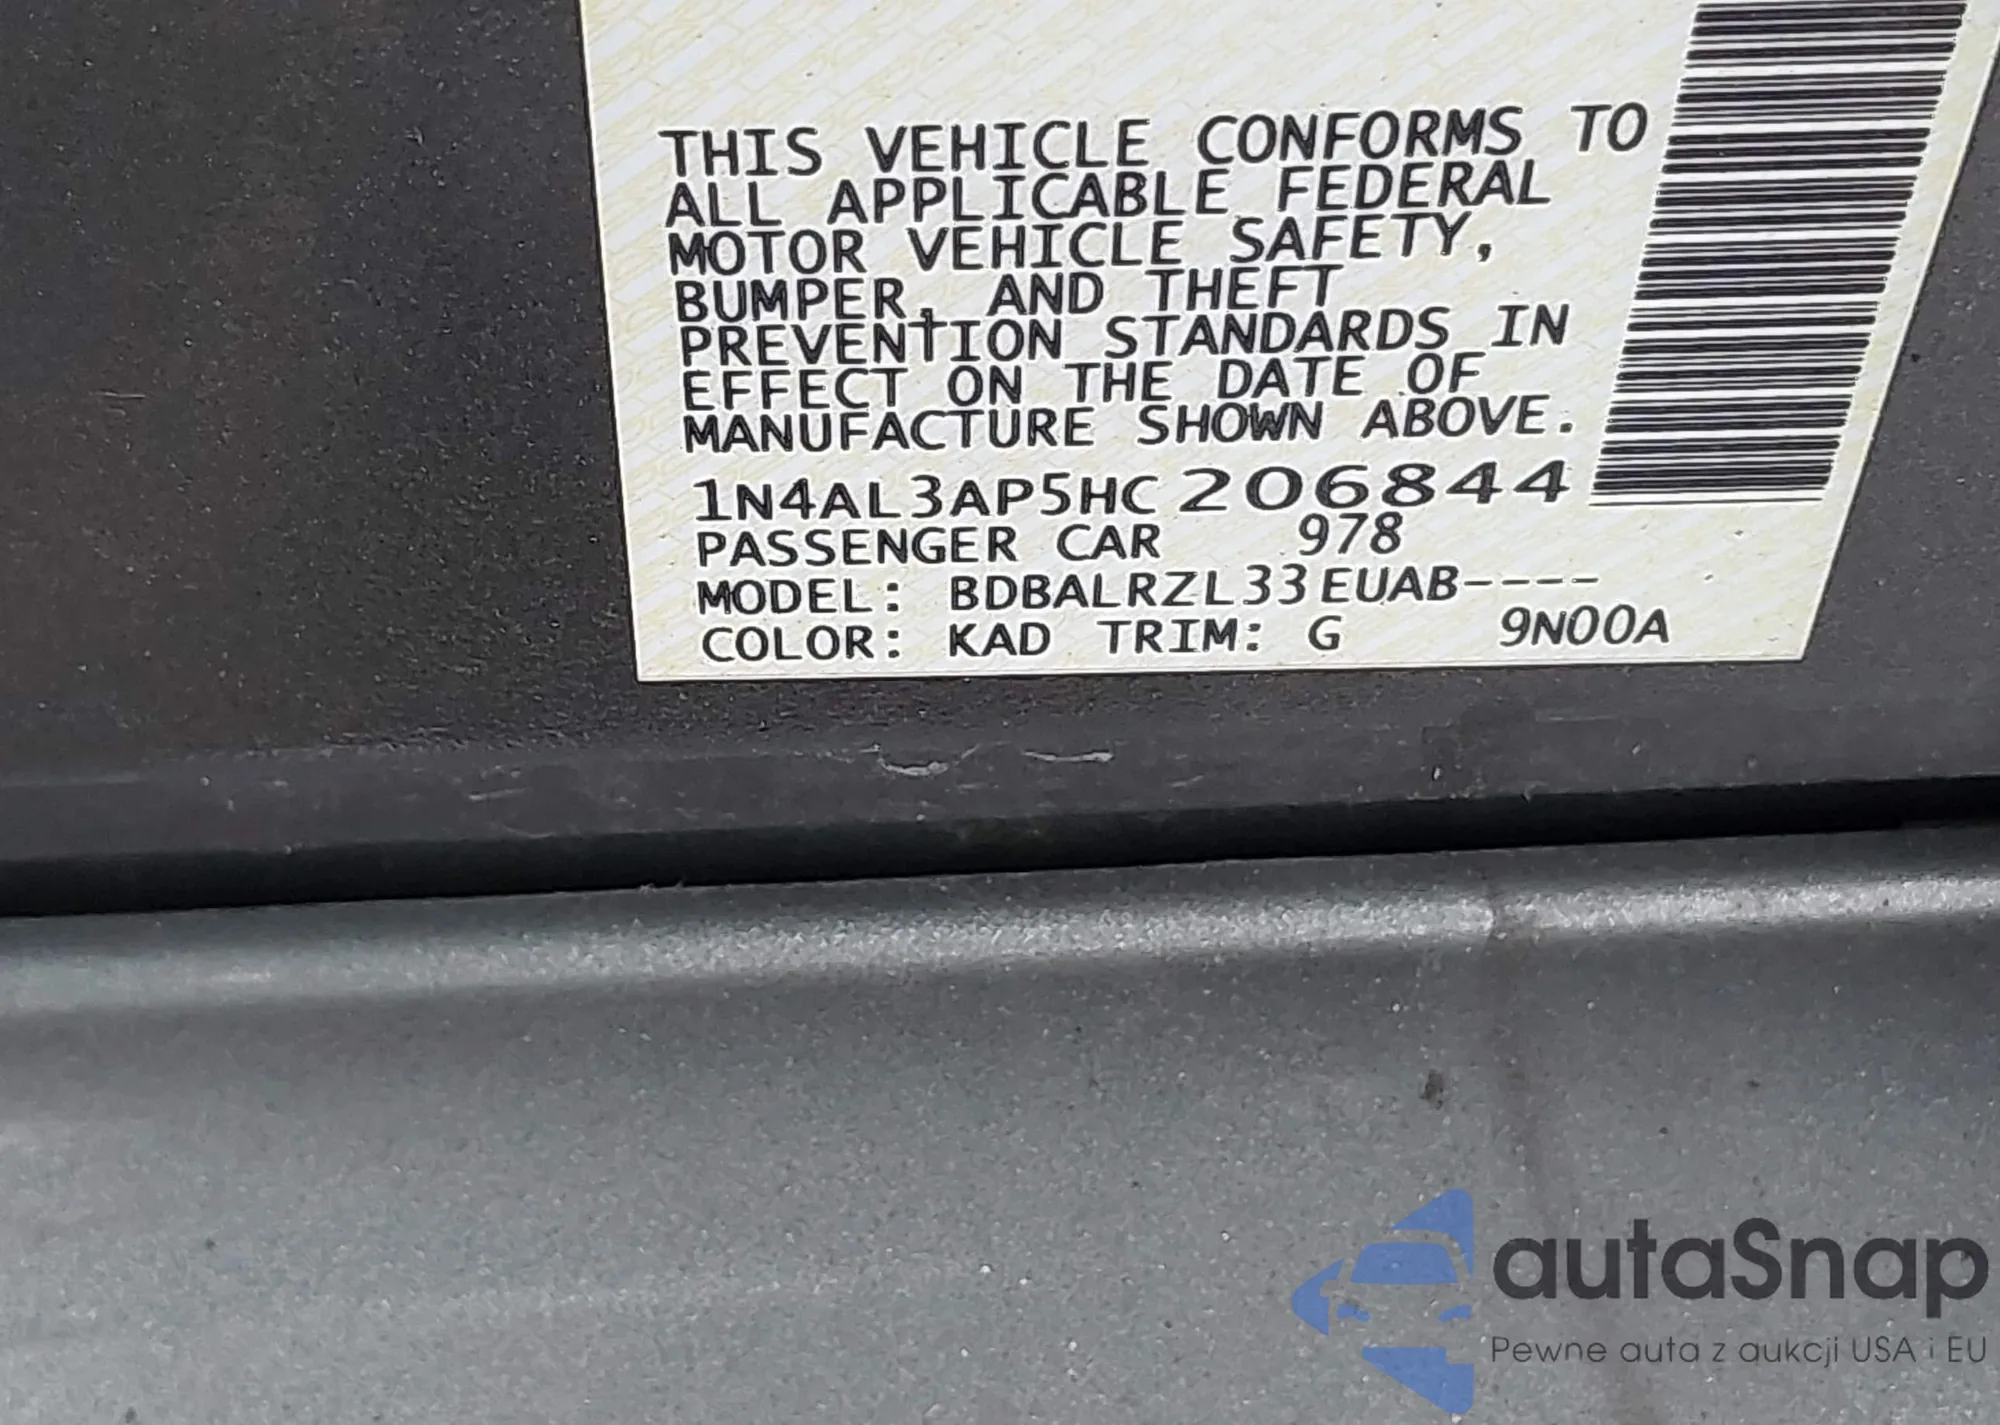 THIS VEHICLE CONFORMS TO
ALL APPLICABLE FEDERAL
MOTOR VEHICLE SAFETY,
BUMPER, AND THEFT
PREVENTION STANDARDS IN
EFFECT ON THE DATE OF
MANUFACTURE SHOWN ABOVE.
1N4AL3AP5HC206844
PASSENGER CAR 978
MODEL: BDBALRZL33EUAB----
COLOR: KAD TRIM: G 9N00A
autaSnap
Pewne auta z aukcji USA i EU